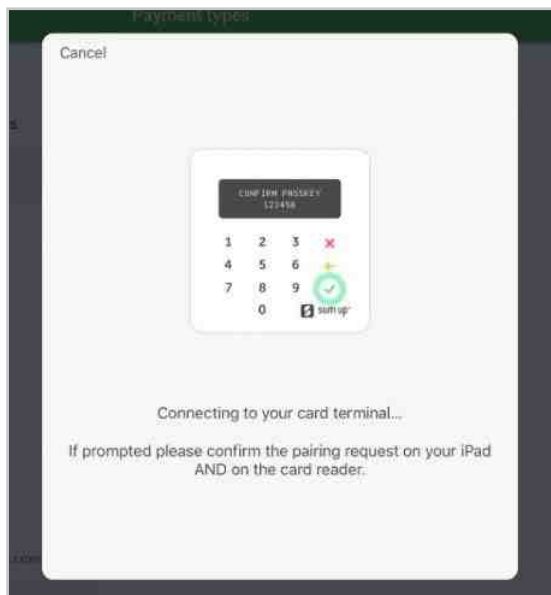 Payment types
Cancel
CONFIRM PASSKEY
123456
1 2 3
4 5 6
7 8 9
0 sum up
Connecting to your card terminal...
If prompted please confirm the pairing request on your iPad
AND on the card reader.